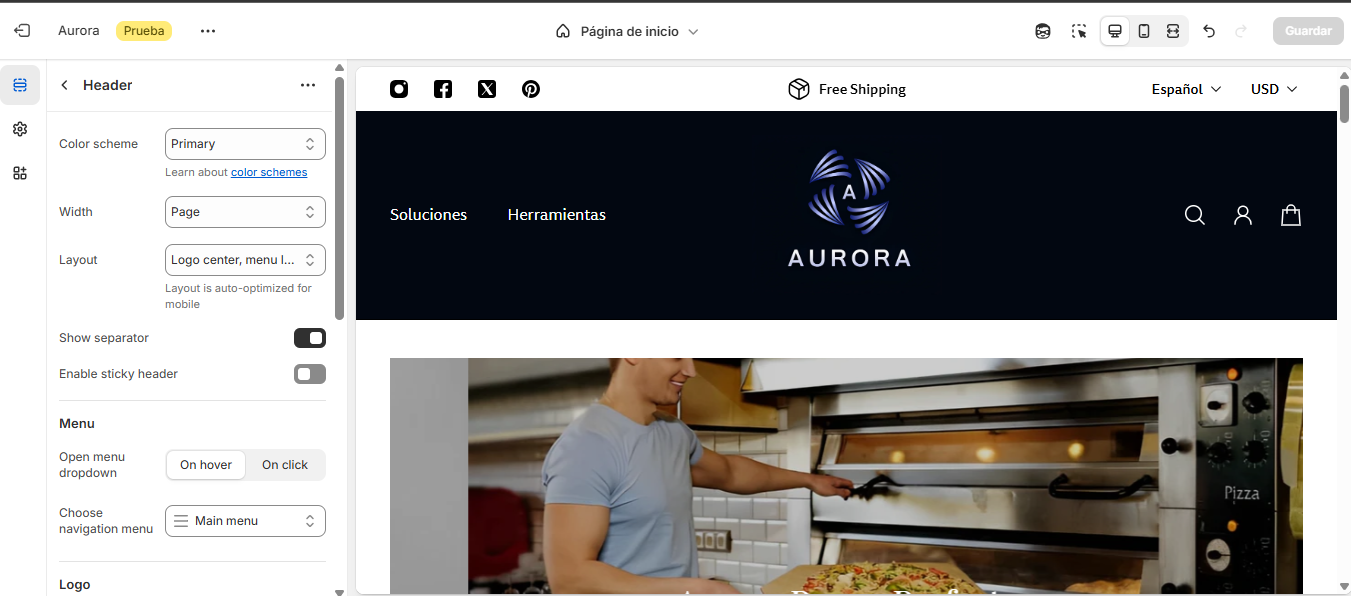 Aurora Prueba
Página de inicio
Guardar
Header
Color scheme Primary
Learn about color schemes
Width Page
Layout Logo center, menu l...
Layout is auto-optimized for
mobile
Show separator
Enable sticky header
Menu
Open menu
dropdown
On hover On click
Choose
navigation menu
Main menu
Logo
Free Shipping
Español USD
Soluciones Herramientas
A
AURORA
Pizza